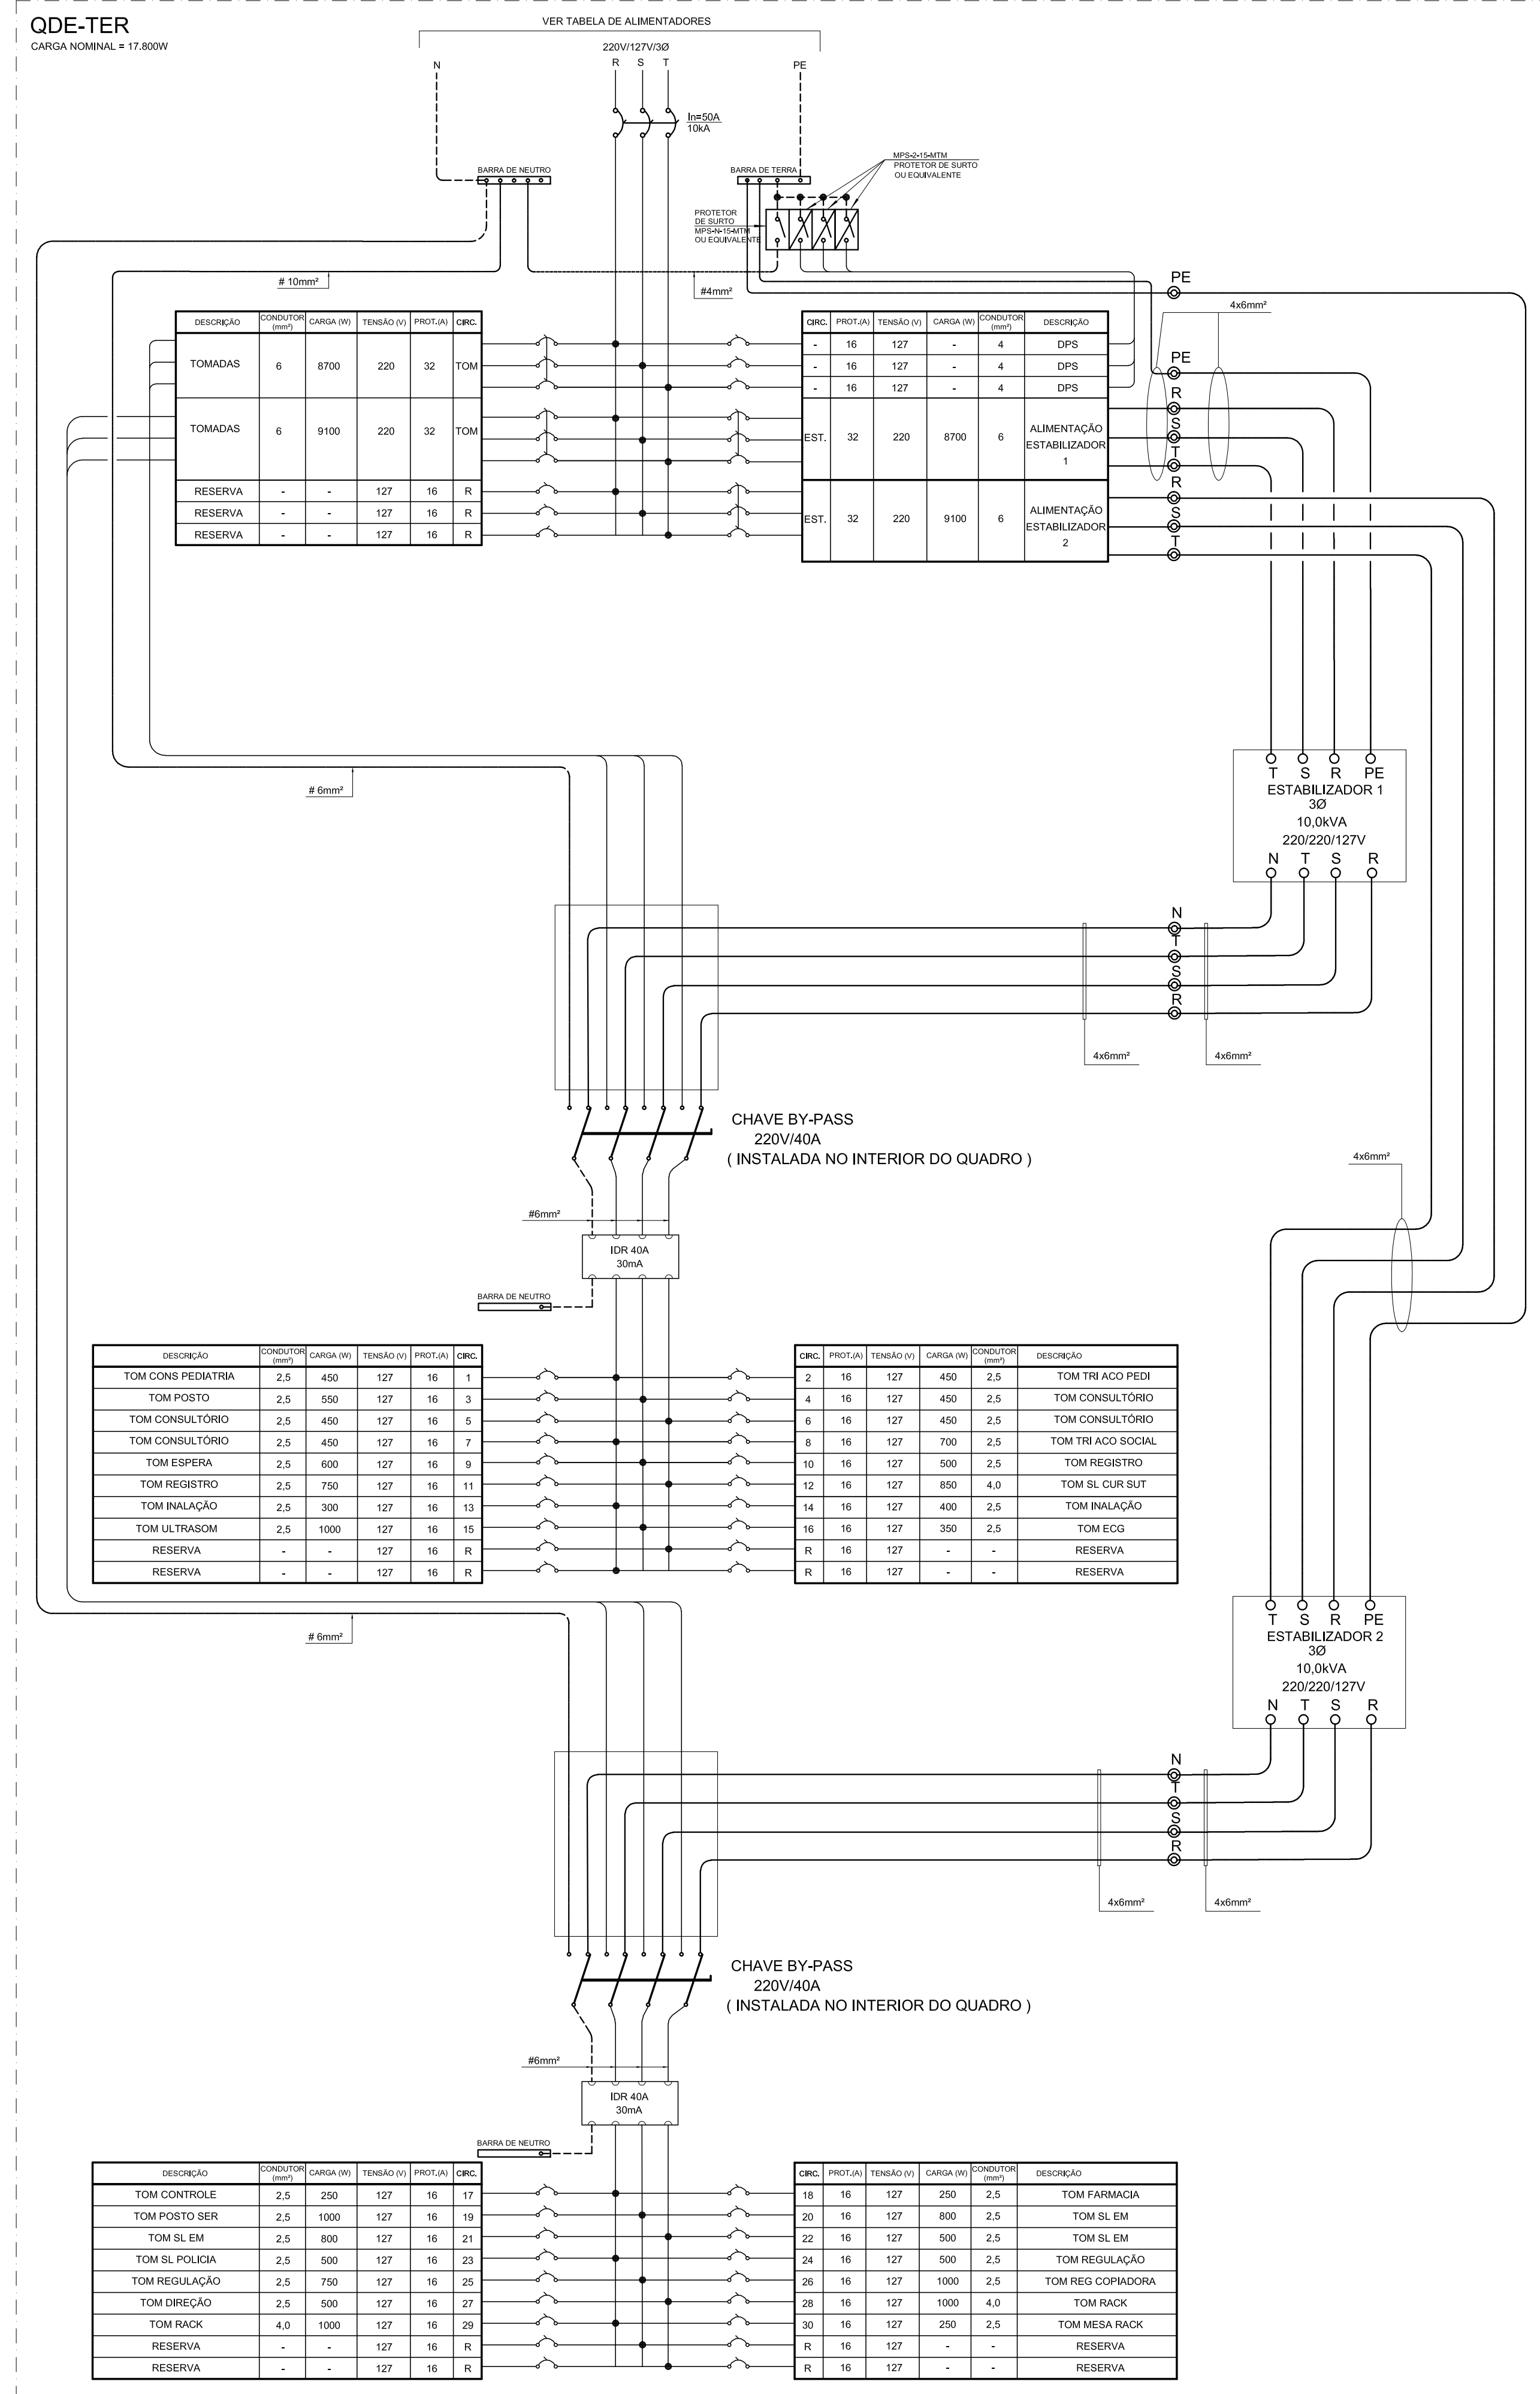 QDE-TER
CARGA NOMINAL = 17.800W
VER TABELA DE ALIMENTADORES
220V/127V/3Ø
N
R S T
PE
In=50A
10kA
BARRA DE NEUTRO
BARRA DE TERRA
MPS-2-15-MTM
PROTETOR DE SURTO
OU EQUIVALENTE
PROTETOR
DE SURTO
MPS-N-15-MTM
OU EQUIVALENTE
# 10mm²
#4mm²
PE
4x6mm²
DESCRIÇÃO CONDUTOR (mm²) CARGA (W) TENSÃO (V) PROT.(A) CIRC.
TOMADAS 6 8700 220 32 TOM
TOMADAS 6 9100 220 32 TOM
RESERVA - - 127 16 R
RESERVA - - 127 16 R
RESERVA - - 127 16 R
CIRC. PROT.(A) TENSÃO (V) CARGA (W) CONDUTOR (mm²) DESCRIÇÃO
- 16 127 - 4 DPS
- 16 127 - 4 DPS
- 16 127 - 4 DPS
EST. 32 220 8700 6 ALIMENTAÇÃO
ESTABILIZADOR
1
EST. 32 220 9100 6 ALIMENTAÇÃO
ESTABILIZADOR
2
PE
R
S
T
R
S
T
# 6mm²
T S R PE
ESTABILIZADOR 1
3Ø
10,0kVA
220/220/127V
N T S R
N
T
S
R
4x6mm²
4x6mm²
CHAVE BY-PASS
220V/40A
( INSTALADA NO INTERIOR DO QUADRO )
4x6mm²
#6mm²
IDR 40A
30mA
BARRA DE NEUTRO
DESCRIÇÃO CONDUTOR (mm²) CARGA (W) TENSÃO (V) PROT.(A) CIRC.
TOM CONS PEDIATRIA 2,5 450 127 16 1
TOM POSTO 2,5 550 127 16 3
TOM CONSULTÓRIO 2,5 450 127 16 5
TOM CONSULTÓRIO 2,5 450 127 16 7
TOM ESPERA 2,5 600 127 16 9
TOM REGISTRO 2,5 750 127 16 11
TOM INALAÇÃO 2,5 300 127 16 13
TOM ULTRASOM 2,5 1000 127 16 15
RESERVA - - 127 16 R
RESERVA - - 127 16 R
CIRC. PROT.(A) TENSÃO (V) CARGA (W) CONDUTOR (mm²) DESCRIÇÃO
2 16 127 450 2,5 TOM TRI ACO PEDI
4 16 127 450 2,5 TOM CONSULTÓRIO
6 16 127 450 2,5 TOM CONSULTÓRIO
8 16 127 700 2,5 TOM TRI ACO SOCIAL
10 16 127 500 2,5 TOM REGISTRO
12 16 127 850 4,0 TOM SL CUR SUT
14 16 127 400 2,5 TOM INALAÇÃO
16 16 127 350 2,5 TOM ECG
R 16 127 - - RESERVA
R 16 127 - - RESERVA
# 6mm²
T S R PE
ESTABILIZADOR 2
3Ø
10,0kVA
220/220/127V
N T S R
N
T
S
R
4x6mm²
4x6mm²
CHAVE BY-PASS
220V/40A
( INSTALADA NO INTERIOR DO QUADRO )
#6mm²
IDR 40A
30mA
BARRA DE NEUTRO
DESCRIÇÃO CONDUTOR (mm²) CARGA (W) TENSÃO (V) PROT.(A) CIRC.
TOM CONTROLE 2,5 250 127 16 17
TOM POSTO SER 2,5 1000 127 16 19
TOM SL EM 2,5 800 127 16 21
TOM SL POLICIA 2,5 500 127 16 23
TOM REGULAÇÃO 2,5 750 127 16 25
TOM DIREÇÃO 2,5 500 127 16 27
TOM RACK 4,0 1000 127 16 29
RESERVA - - 127 16 R
RESERVA - - 127 16 R
CIRC. PROT.(A) TENSÃO (V) CARGA (W) CONDUTOR (mm²) DESCRIÇÃO
18 16 127 250 2,5 TOM FARMACIA
20 16 127 800 2,5 TOM SL EM
22 16 127 500 2,5 TOM SL EM
24 16 127 500 2,5 TOM REGULAÇÃO
26 16 127 1000 2,5 TOM REG COPIADORA
28 16 127 1000 4,0 TOM RACK
30 16 127 250 2,5 TOM MESA RACK
R 16 127 - - RESERVA
R 16 127 - - RESERVA